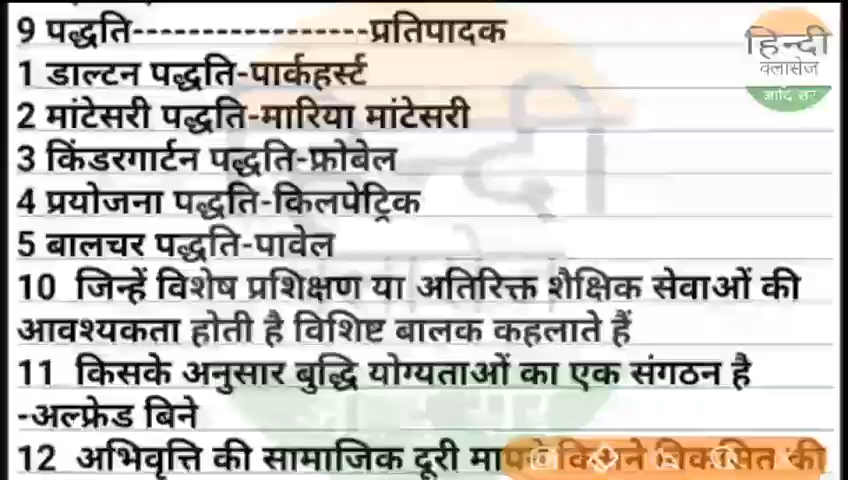 9 पद्धति-----------------प्रतिपादक
1 डाल्टन पद्धति-पार्कहर्स्ट
2 मांटेसरी पद्धति-मारिया मांटेसरी
3 किंडरगार्टन पद्धति-फ्रोबेल
4 प्रयोजना पद्धति-किलपेट्रिक
5 बालचर पद्धति-पावेल
10 जिन्हें विशेष प्रशिक्षण या अतिरिक्त शैक्षिक सेवाओं की
आवश्यकता होती है विशिष्ट बालक कहलाते हैं
11 किसके अनुसार बुद्धि योग्यताओं का एक संगठन है
-अल्फ्रेड बिने
12 अभिवृत्ति की सामाजिक दूरी मापनी किसने विकसित की
हिन्दी
क्लासेज